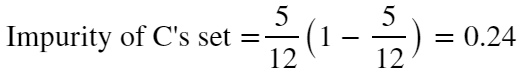 Impurity of C's set = 5/12 (1 − 5/12) = 0.24